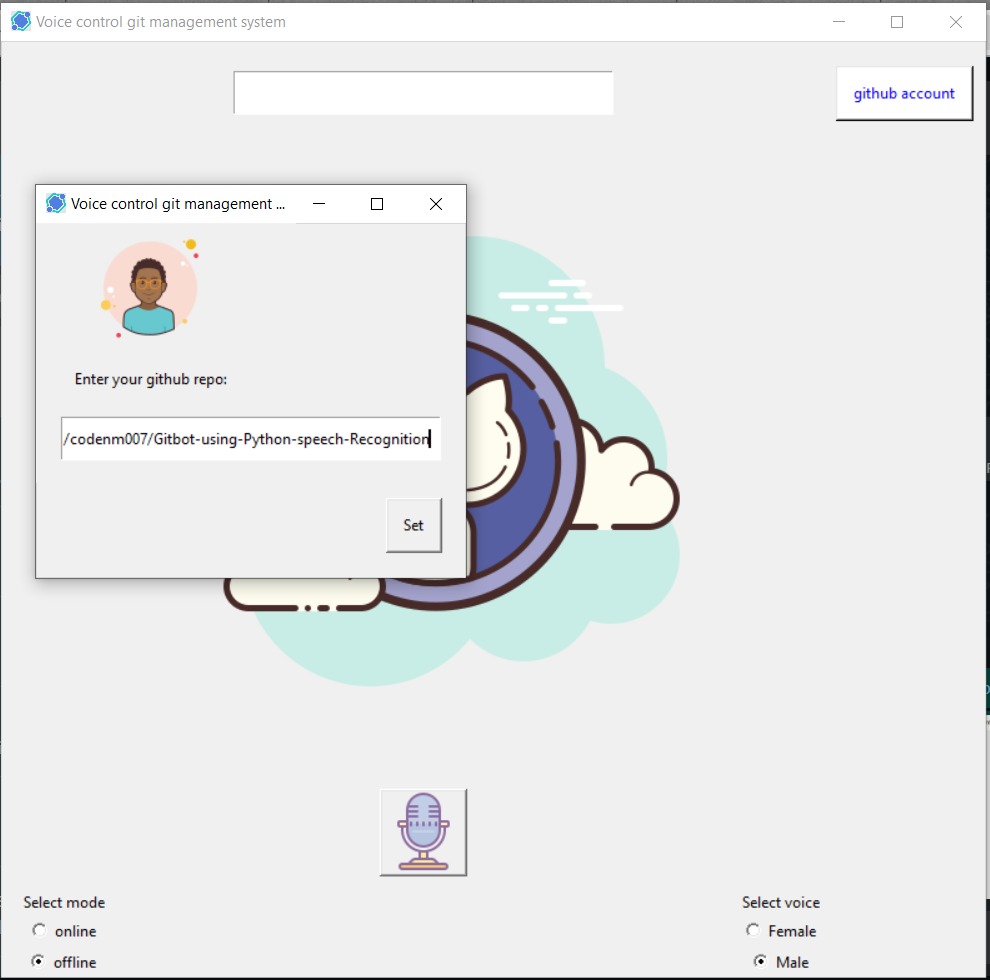 Voice control git management system
github account
Voice control git management ...
Enter your github repo:
/codenm007/Gitbot-using-Python-speech-Recognition
Set
Select mode
online
offline
Select voice
Female
Male